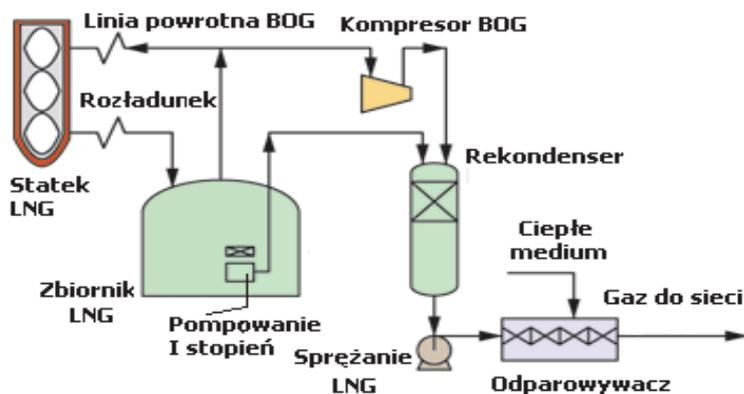 Linia powrotna BOG
Kompresor BOG
Rozładunek
Statek
LNG
Rekondenser
Ciepłe
medium
Zbiornik
LNG
Gaz do sieci
Pompowanie
I stopień
Sprężanie
LNG
Odparowywacz